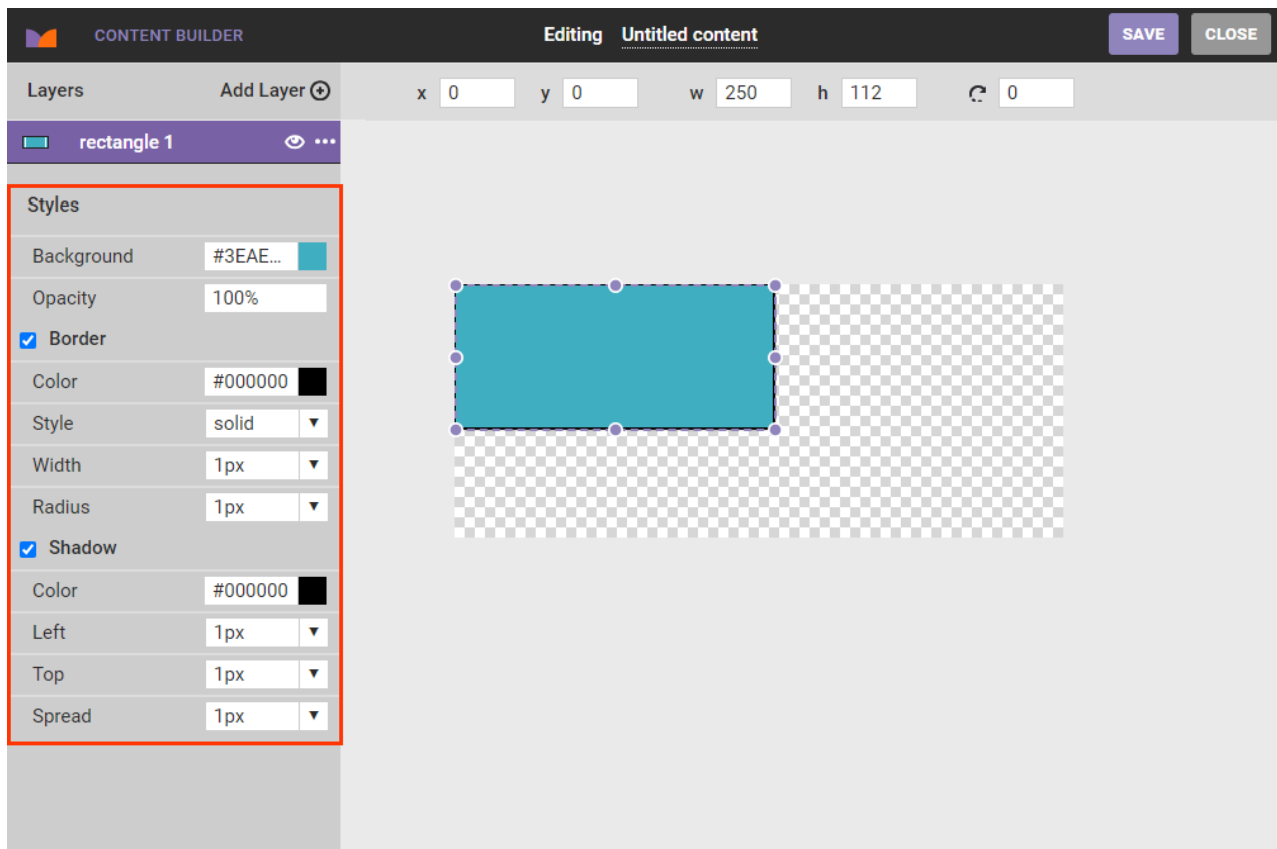 CONTENT BUILDER Editing Untitled content SAVE CLOSE
Layers Add Layer x 0 y 0 w 250 h 112 0
rectangle 1
Styles
Background #3EAE...
Opacity 100%
Border
Color #000000
Style solid
Width 1px
Radius 1px
Shadow
Color #000000
Left 1px
Top 1px
Spread 1px